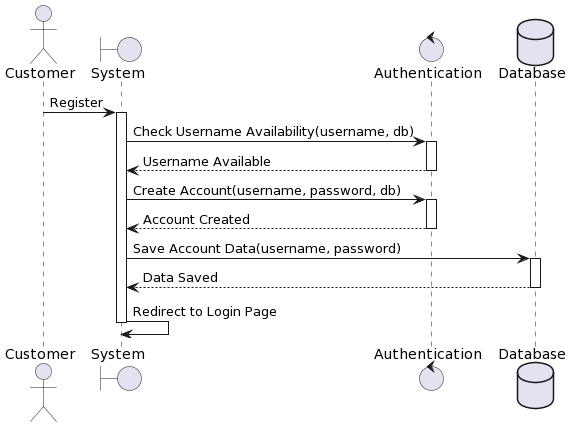 Customer System Authentication Database
Register
Check Username Availability(username, db)
Username Available
Create Account(username, password, db)
Account Created
Save Account Data(username, password)
Data Saved
Redirect to Login Page
Customer System Authentication Database